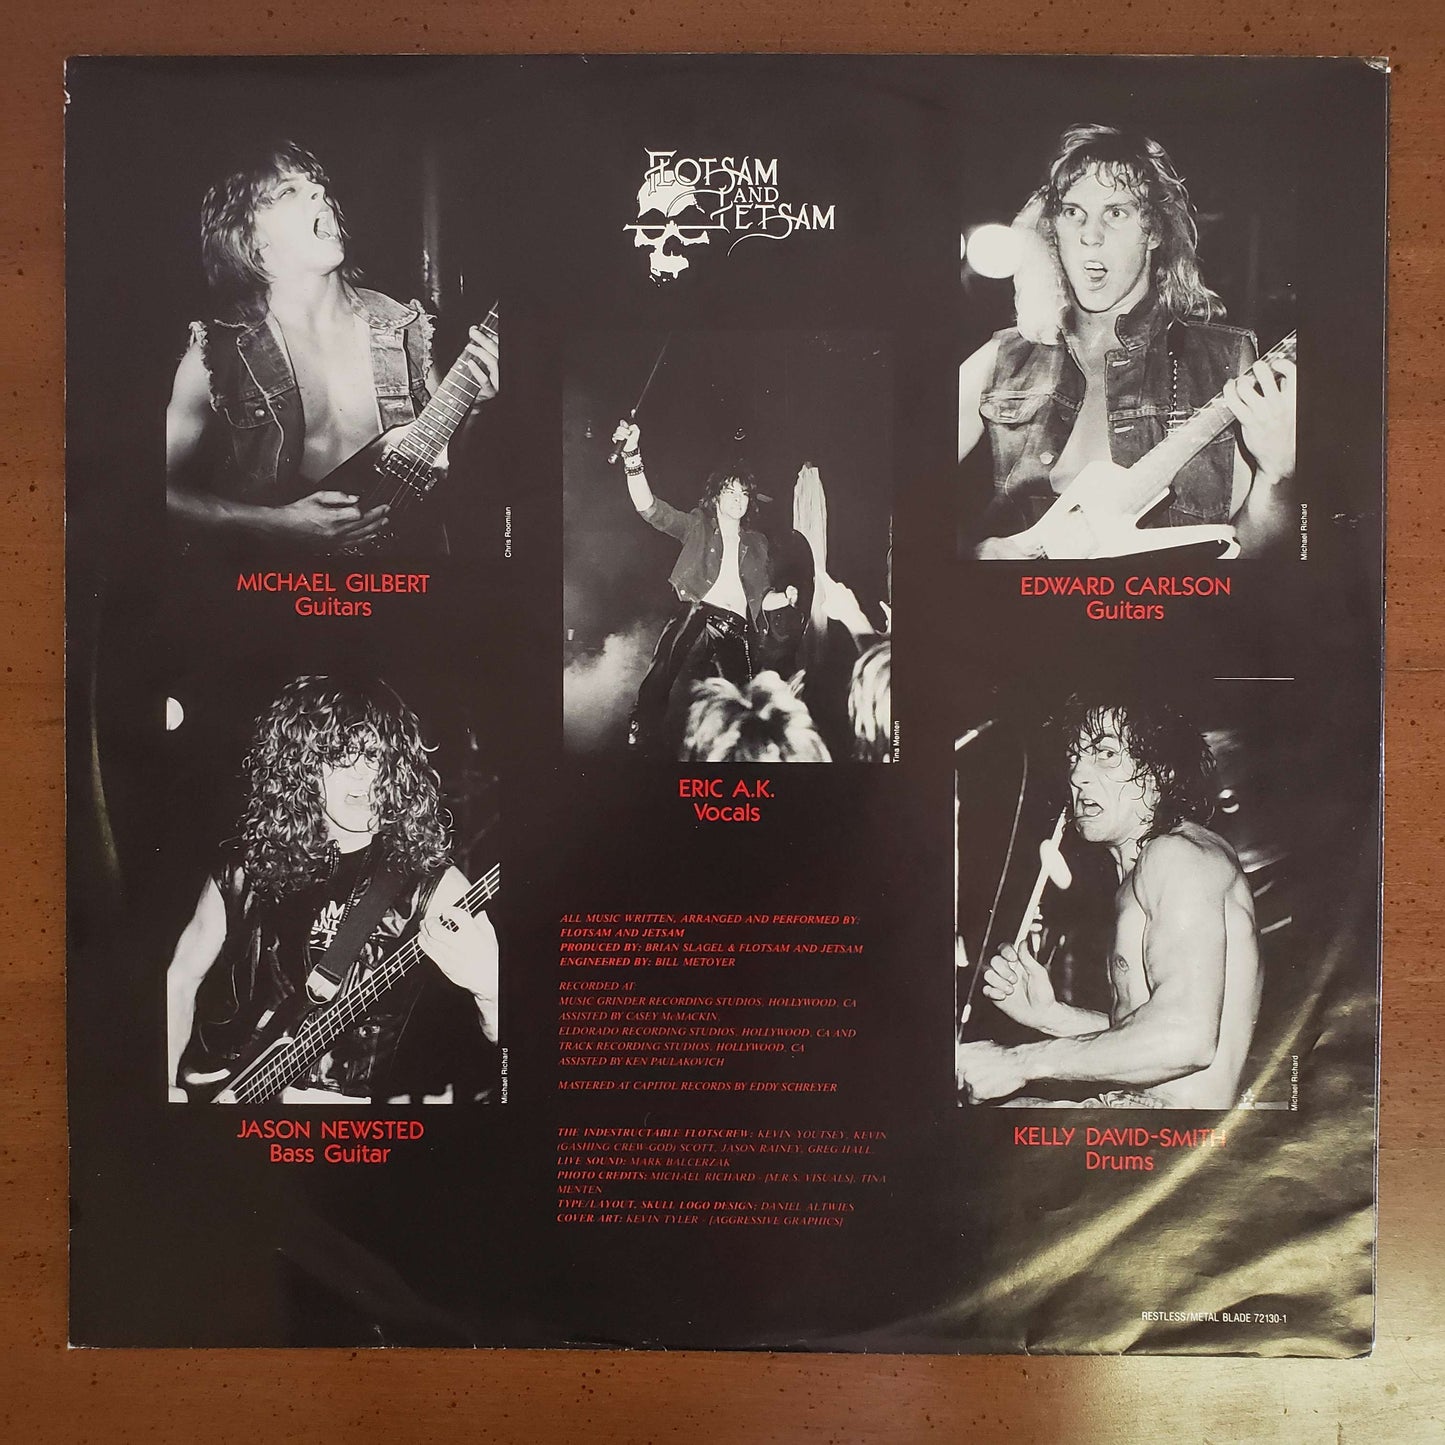 FLOTSAM
AND
JETSAM
Chris Roomian
MICHAEL GILBERT
Guitars
Michael Richard
EDWARD CARLSON
Guitars
Tina Menten
ERIC A.K.
Vocals
Michael Richard
JASON NEWSTED
Bass Guitar
Michael Richard
KELLY DAVID-SMITH
Drums
ALL MUSIC WRITTEN, ARRANGED AND PERFORMED BY:
FLOTSAM AND JETSAM
PRODUCED BY: BRIAN SLAGEL & FLOTSAM AND JETSAM
ENGINEERED BY: BILL METOYER
RECORDED AT:
MUSIC GRINDER RECORDING STUDIOS, HOLLYWOOD, CA
ASSISTED BY CASEY McMACKIN,
ELDORADO RECORDING STUDIOS, HOLLYWOOD, CA AND
TRACK RECORDING STUDIOS, HOLLYWOOD, CA
ASSISTED BY KEN PAULAKOVICH
MASTERED AT CAPITOL RECORDS BY EDDY SCHREYER
THE INDESTRUCTABLE FLOTSCREW: KEVIN YOUTSEY, KEVIN
(GASHING CREW-GOD) SCOTT, JASON RAINEY, GREG HALL.
LIVE SOUND: MARK BALCERZAK
PHOTO CREDITS: MICHAEL RICHARD - [M.R.S. VISUALS], TINA
MENTEN
TYPE/LAYOUT, SKULL LOGO DESIGN: DANIEL ALTWIES
COVER ART: KEVIN TYLER - [AGGRESSIVE GRAPHICS]
RESTLESS/METAL BLADE 72130-1